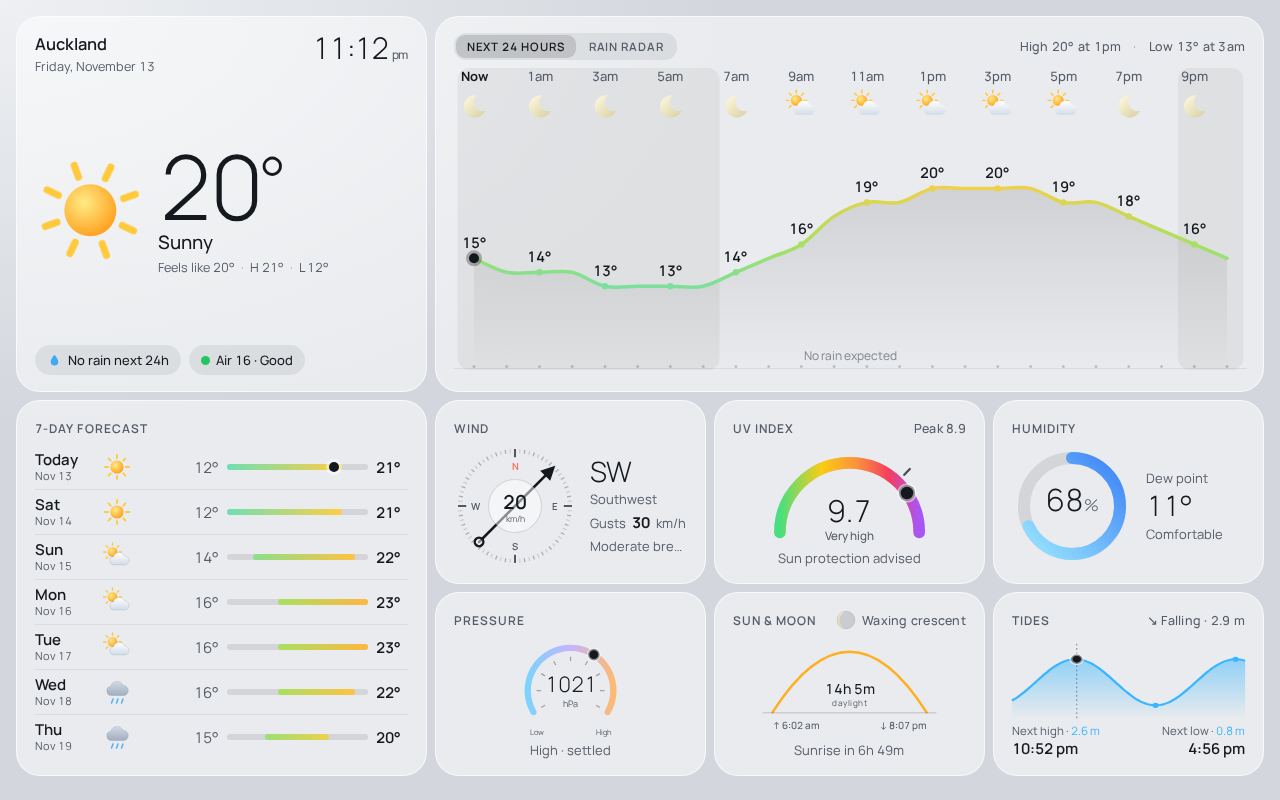 Auckland
Friday, November 13
11:12 pm
20°
Sunny
Feels like 20° · H 21° · L 12°
No rain next 24h
Air 16 · Good
NEXT 24 HOURS
RAIN RADAR
High 20° at 1pm · Low 13° at 3am
Now 1am 3am 5am 7am 9am 11am 1pm 3pm 5pm 7pm 9pm
15° 14° 13° 13° 14° 16° 19° 20° 20° 19° 18° 16°
No rain expected
7-DAY FORECAST
Today 12° 21°
Nov 13
Sat 12° 21°
Nov 14
Sun 14° 22°
Nov 15
Mon 16° 23°
Nov 16
Tue 16° 23°
Nov 17
Wed 16° 22°
Nov 18
Thu 15° 20°
Nov 19
WIND
N
W
E
S
20
km/h
SW
Southwest
Gusts 30 km/h
Moderate bre…
UV INDEX
Peak 8.9
9.7
Very high
Sun protection advised
HUMIDITY
68%
Dew point
11°
Comfortable
PRESSURE
1021
hPa
Low High
High · settled
SUN & MOON
Waxing crescent
14h 5m
daylight
↑ 6:02 am ↓ 8:07 pm
Sunrise in 6h 49m
TIDES
↘ Falling · 2.9 m
Next high · 2.6 m
10:52 pm
Next low · 0.8 m
4:56 pm